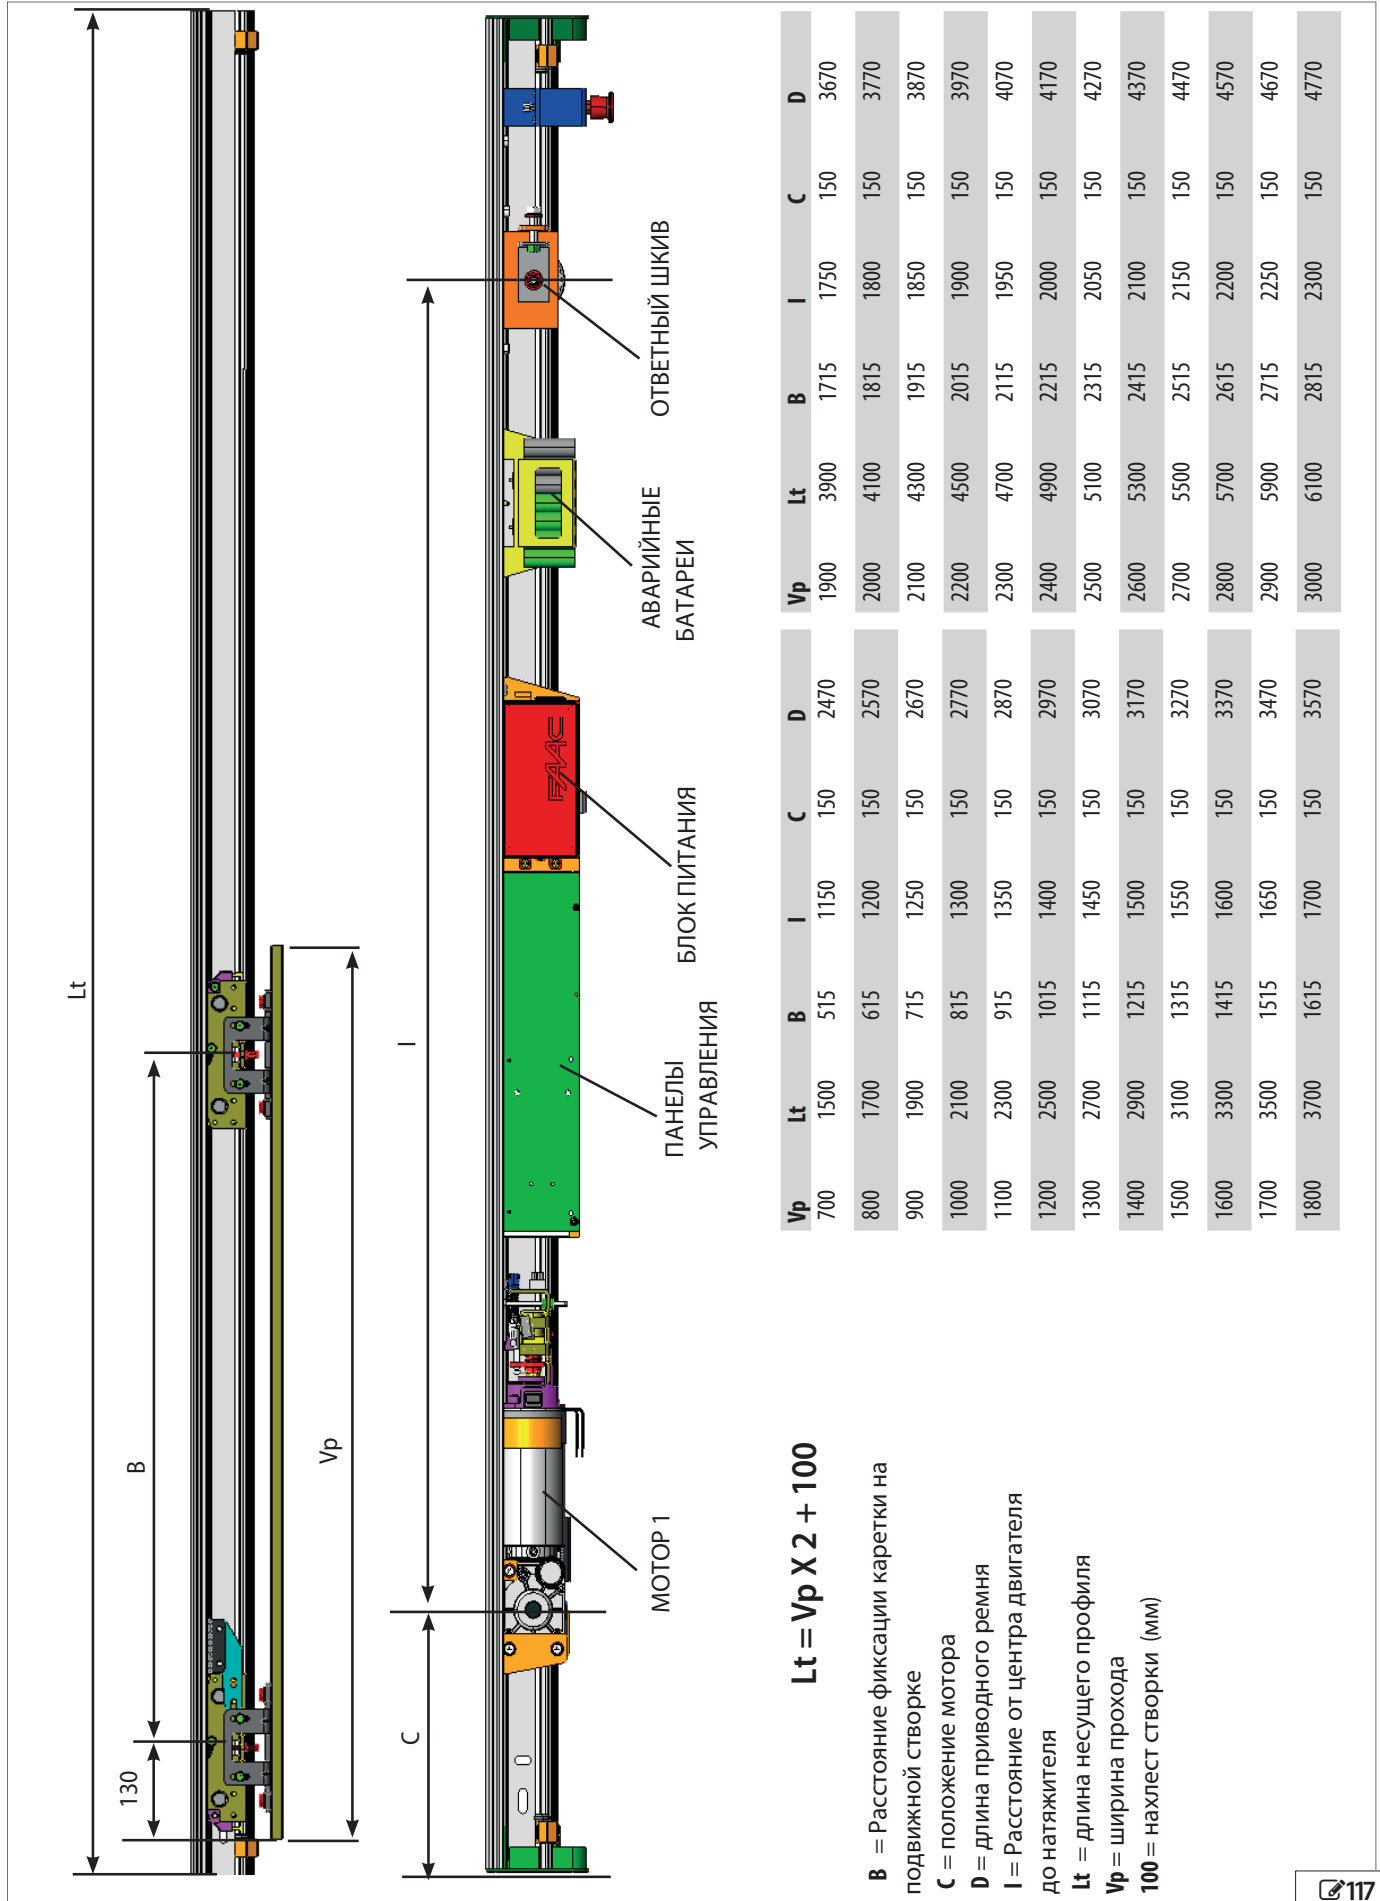 Lt
B
130
Vp
I
C
FAAC
МОТОР 1
ПАНЕЛЫ
УПРАВЛЕНИЯ
БЛОК ПИТАНИЯ
АВАРИЙНЫЕ
БАТАРЕИ
ОТВЕТНЫЙ ШКИВ
Lt = Vp X 2 + 100
B = Расстояние фиксации каретки на
подвижной створке
C = положение мотора
D = длина приводного ремня
I = Расстояние от центра двигателя
до натяжителя
Lt = длина несущего профиля
Vp = ширина прохода
100 = нахлест створки (мм)
Vp Lt B I C D
700 1500 515 1150 150 2470
800 1700 615 1200 150 2570
900 1900 715 1250 150 2670
1000 2100 815 1300 150 2770
1100 2300 915 1350 150 2870
1200 2500 1015 1400 150 2970
1300 2700 1115 1450 150 3070
1400 2900 1215 1500 150 3170
1500 3100 1315 1550 150 3270
1600 3300 1415 1600 150 3370
1700 3500 1515 1650 150 3470
1800 3700 1615 1700 150 3570
Vp Lt B I C D
1900 3900 1715 1750 150 3670
2000 4100 1815 1800 150 3770
2100 4300 1915 1850 150 3870
2200 4500 2015 1900 150 3970
2300 4700 2115 1950 150 4070
2400 4900 2215 2000 150 4170
2500 5100 2315 2050 150 4270
2600 5300 2415 2100 150 4370
2700 5500 2515 2150 150 4470
2800 5700 2615 2200 150 4570
2900 5900 2715 2250 150 4670
3000 6100 2815 2300 150 4770
117